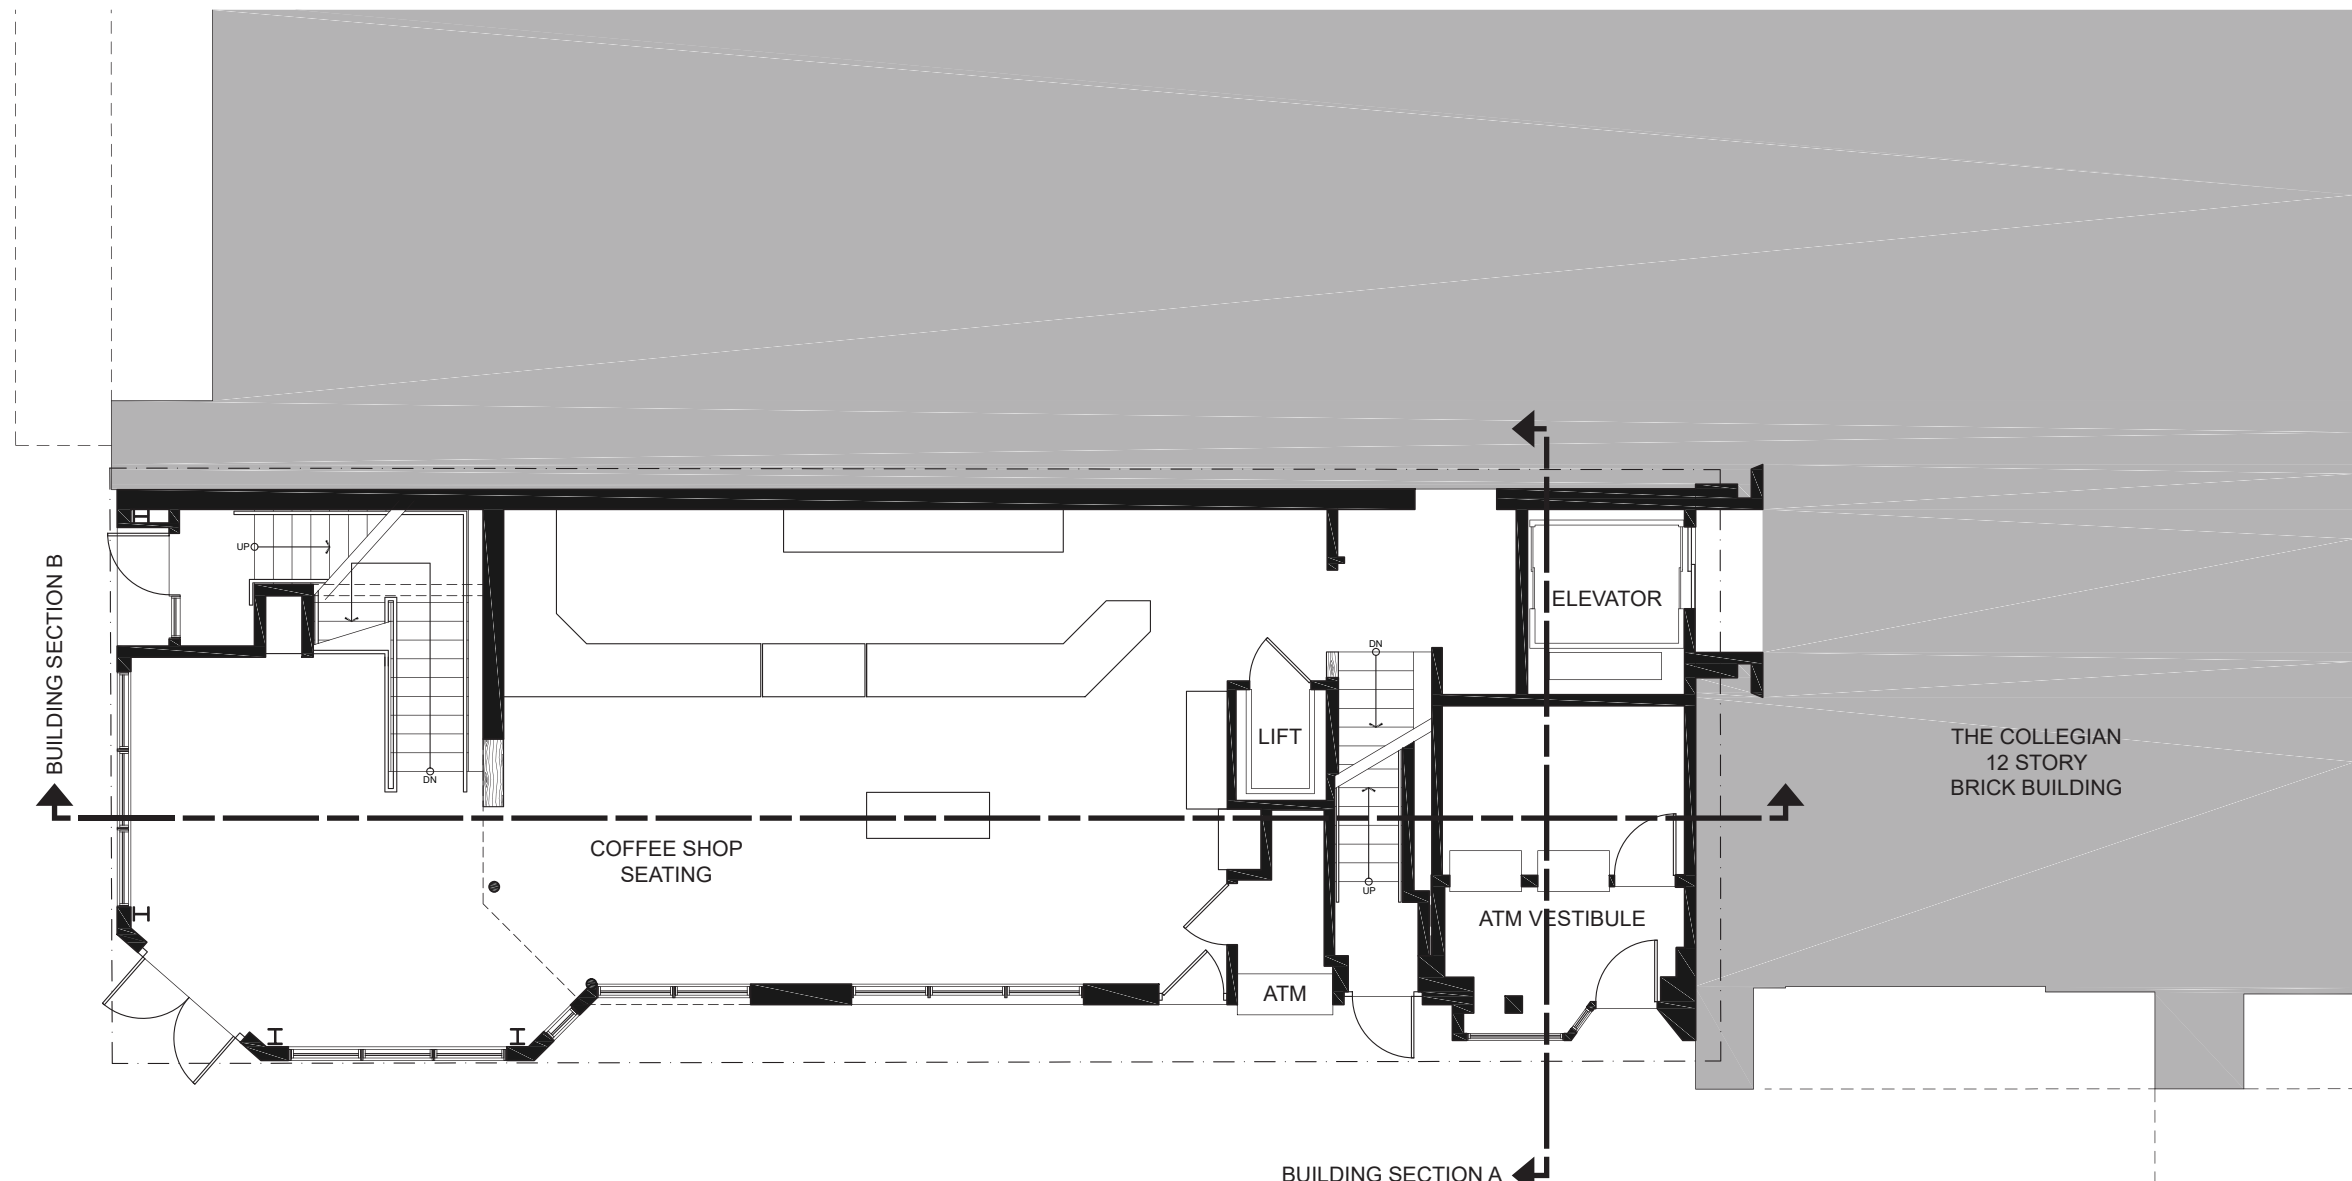 UP
ELEVATOR
BUILDING SECTION B
DN
LIFT
THE COLLEGIAN
12 STORY
BRICK BUILDING
DN
COFFEE SHOP
SEATING
UP
ATM VESTIBULE
ATM
BUILDING SECTION A